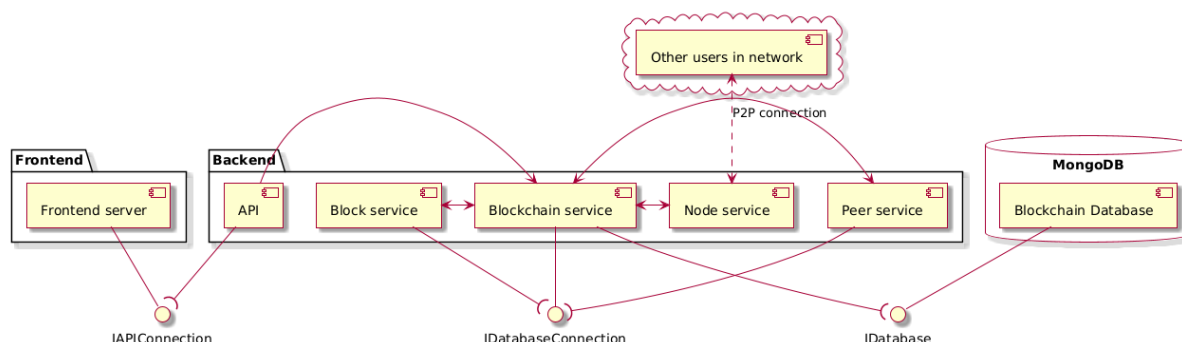 Other users in network
P2P connection
Frontend
Backend
MongoDB
Frontend server
API
Block service
Blockchain service
Node service
Peer service
Blockchain Database
IAPIConnection
IDatabaseConnection
IDatabase